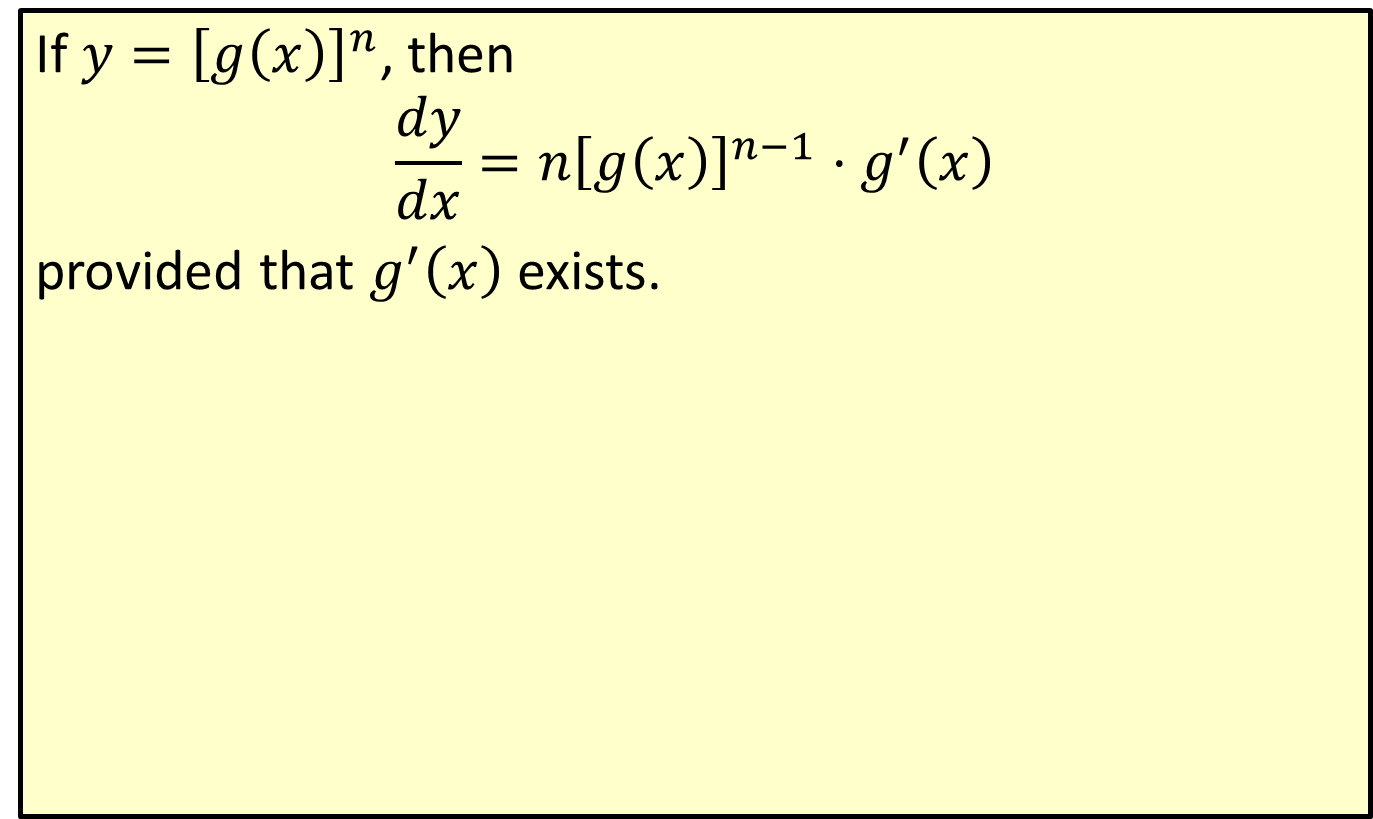 If 𝑦 = [𝑔(𝑥)]ⁿ, then
𝑑𝑦/𝑑𝑥 = 𝑛[𝑔(𝑥)]ⁿ⁻¹ · 𝑔′(𝑥)
provided that 𝑔′(𝑥) exists.